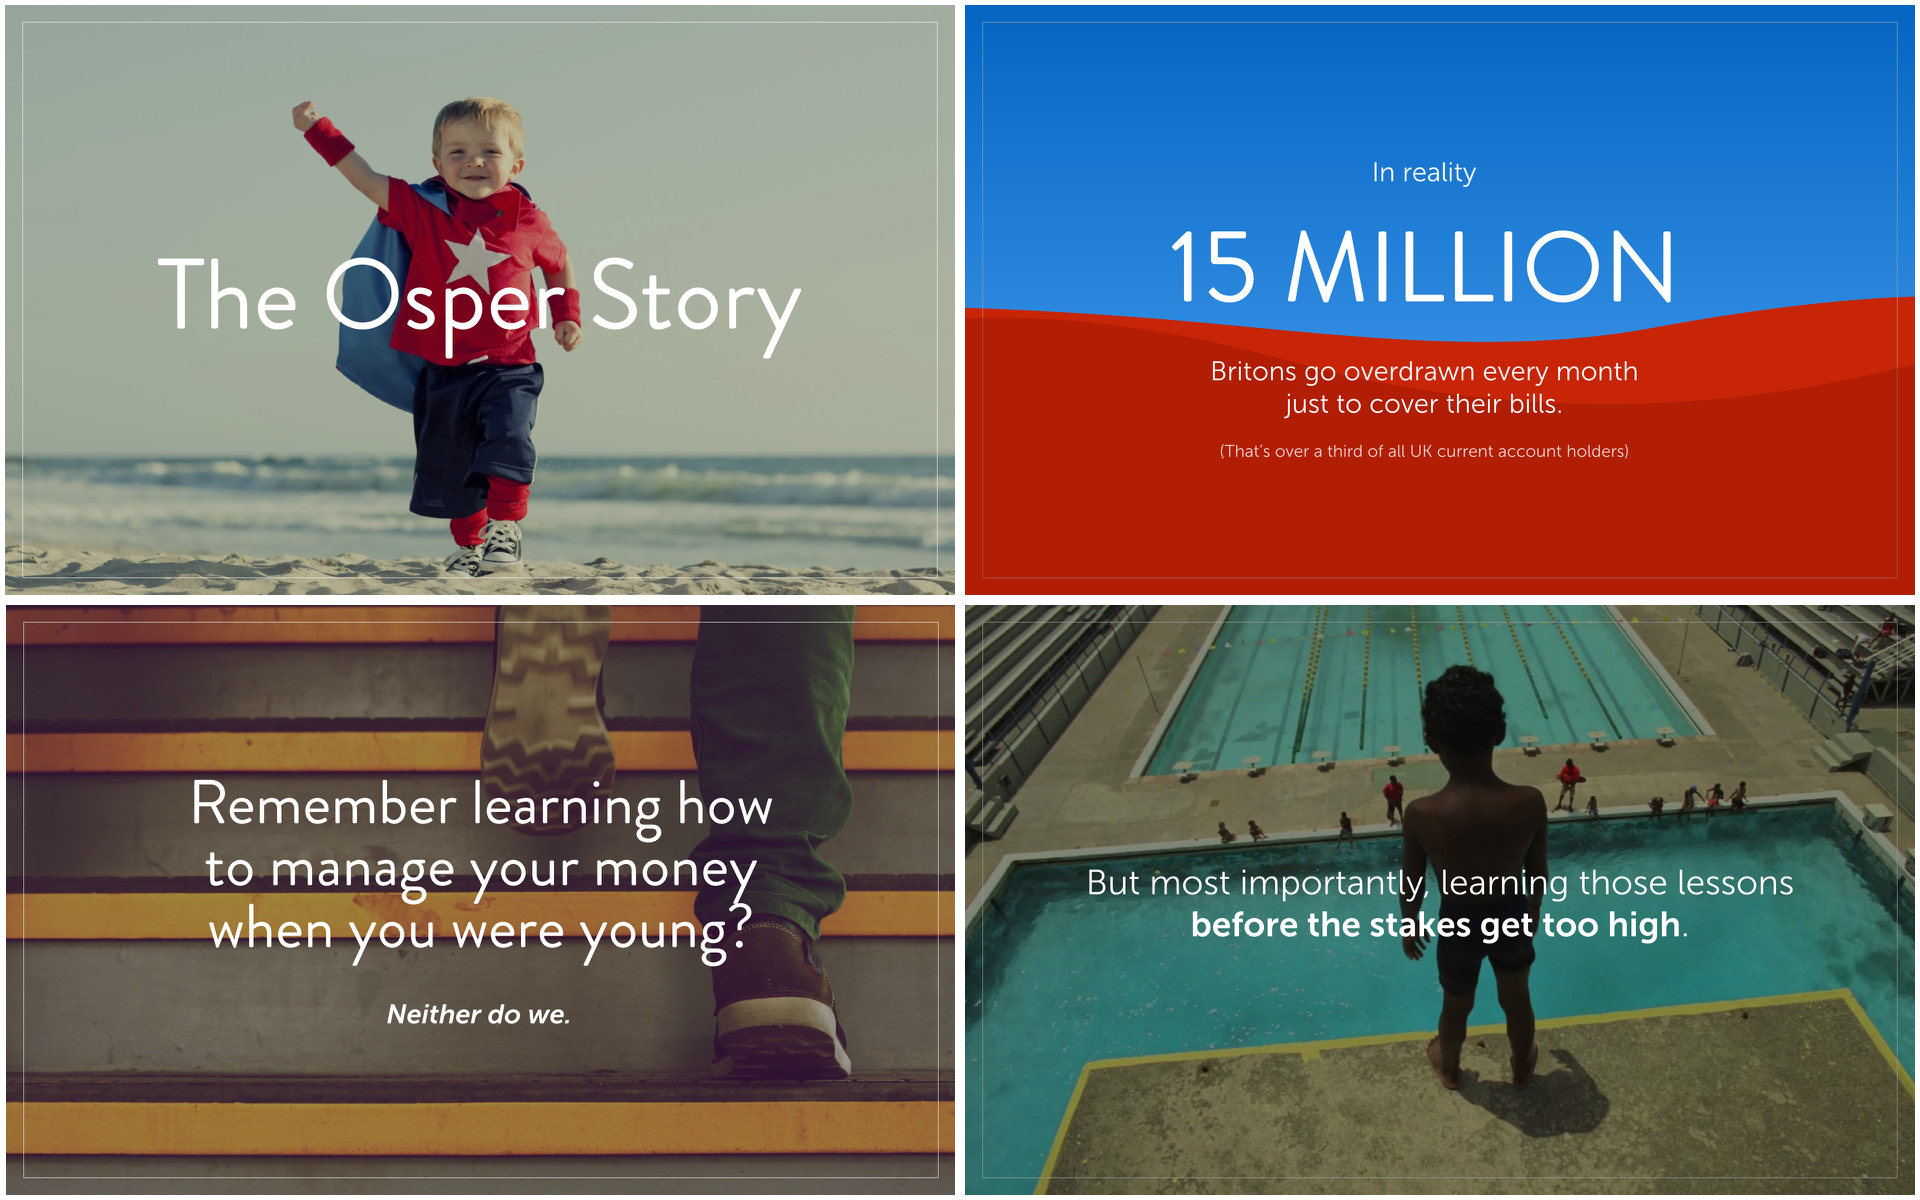 The Osper Story
In reality
15 MILLION
Britons go overdrawn every month
just to cover their bills.
(That's over a third of all UK current account holders)
Remember learning how
to manage your money
when you were young?
Neither do we.
But most importantly, learning those lessons
before the stakes get too high.